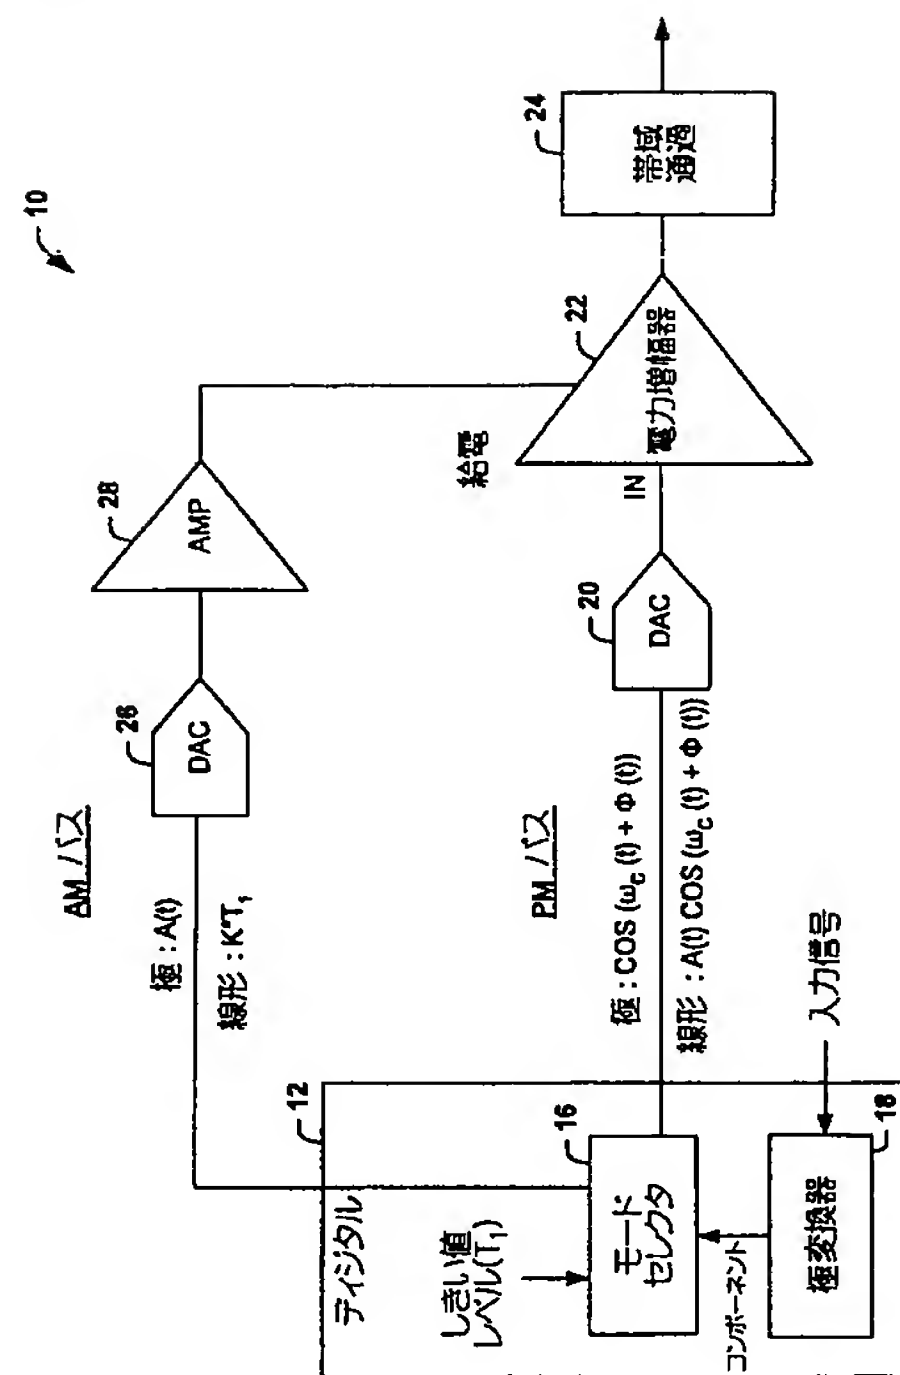 10
AM パス
極 : A(t)
線形 : K*T₁
26
DAC
28
AMP
給電
PM パス
極 : COS (ωc (t) + Φ (t))
線形 : A(t) COS (ωc (t) + Φ (t))
20
DAC
IN
22
電力増幅器
24
帯域
通過
12
ディジタル
しきい値
レベル(T₁)
16
モード
セレクタ
コンポーネント
18
極変換器
入力信号